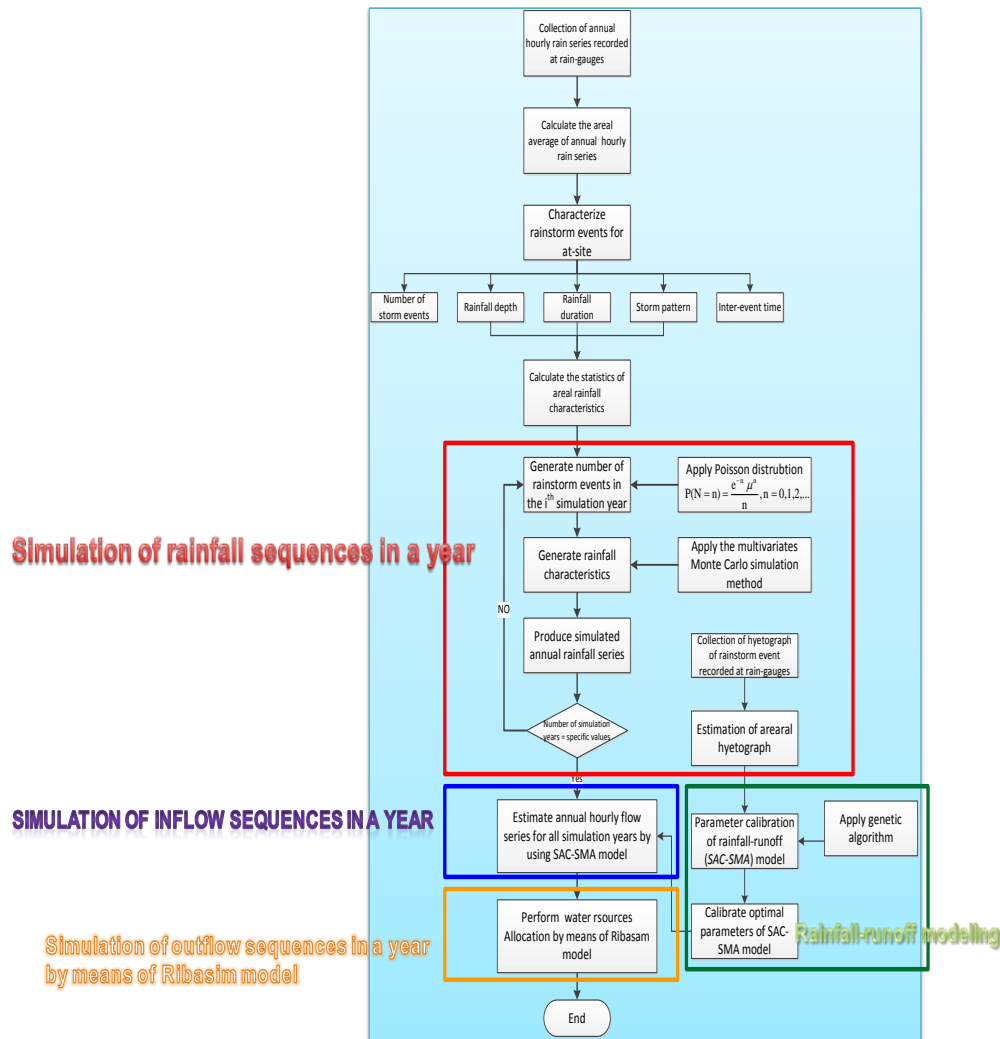 Collection of annual
hourly rain series recorded
at rain-gauges
Calculate the areal
average of annual hourly
rain series
Characterize
rainstorm events for
at-site
Number of
storm events
Rainfall depth
Rainfall
duration
Storm pattern
Inter-event time
Calculate the statistics of
areal rainfall
characteristics
Generate number of
rainstorm events in
the i^th simulation year
Apply Poisson distrubtion
P(N = n) = e^-n μ^n / n, n = 0,1,2,...
Simulation of rainfall sequences in a year
Generate rainfall
characteristics
Apply the multivariates
Monte Carlo simulation
method
NO
Produce simulated
annual rainfall series
Collection of hyetograph
of rainstorm event
recorded at rain-gauges
Number of simulation
years = specific values
Estimation of arearal
hyetograph
Yes
SIMULATION OF INFLOW SEQUENCES IN A YEAR
Estimate annual hourly flow
series for all simulation years by
using SAC-SMA model
Parameter calibration
of rainfall-runoff
(SAC-SMA) model
Apply genetic
algorithm
Simulation of outflow sequences in a year
by means of Ribasim model
Perform water rsources
Allocation by means of Ribasam
model
Calibrate optimal
parameters of SAC-
SMA model
Rainfall-runoff modeling
End